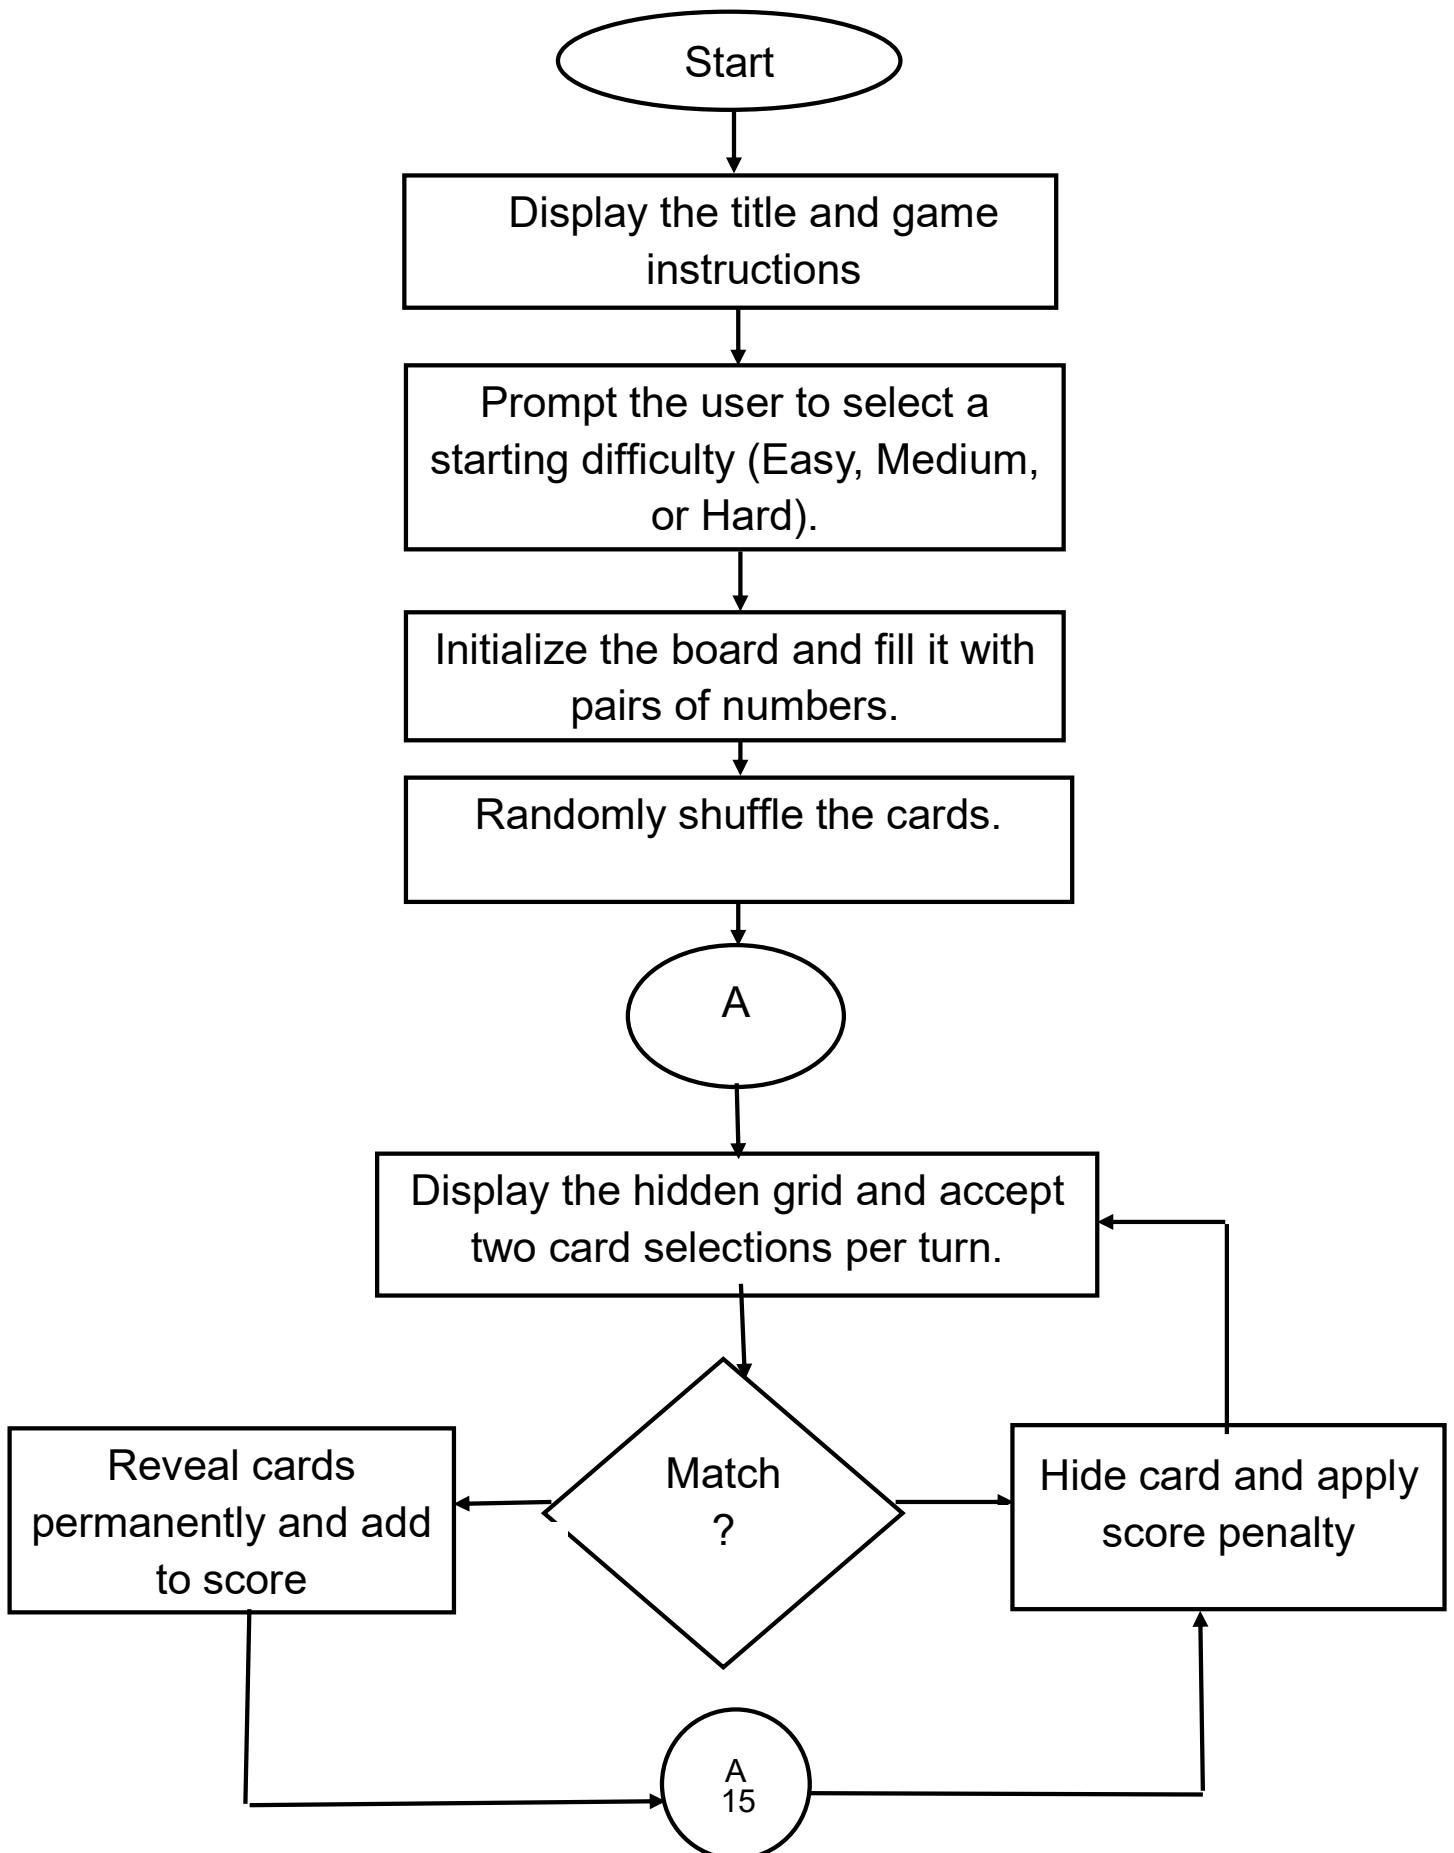 Start
Display the title and game
instructions
Prompt the user to select a
starting difficulty (Easy, Medium,
or Hard).
Initialize the board and fill it with
pairs of numbers.
Randomly shuffle the cards.
A
Display the hidden grid and accept
two card selections per turn.
Reveal cards
permanently and add
to score
Match
?
Hide card and apply
score penalty
A
15